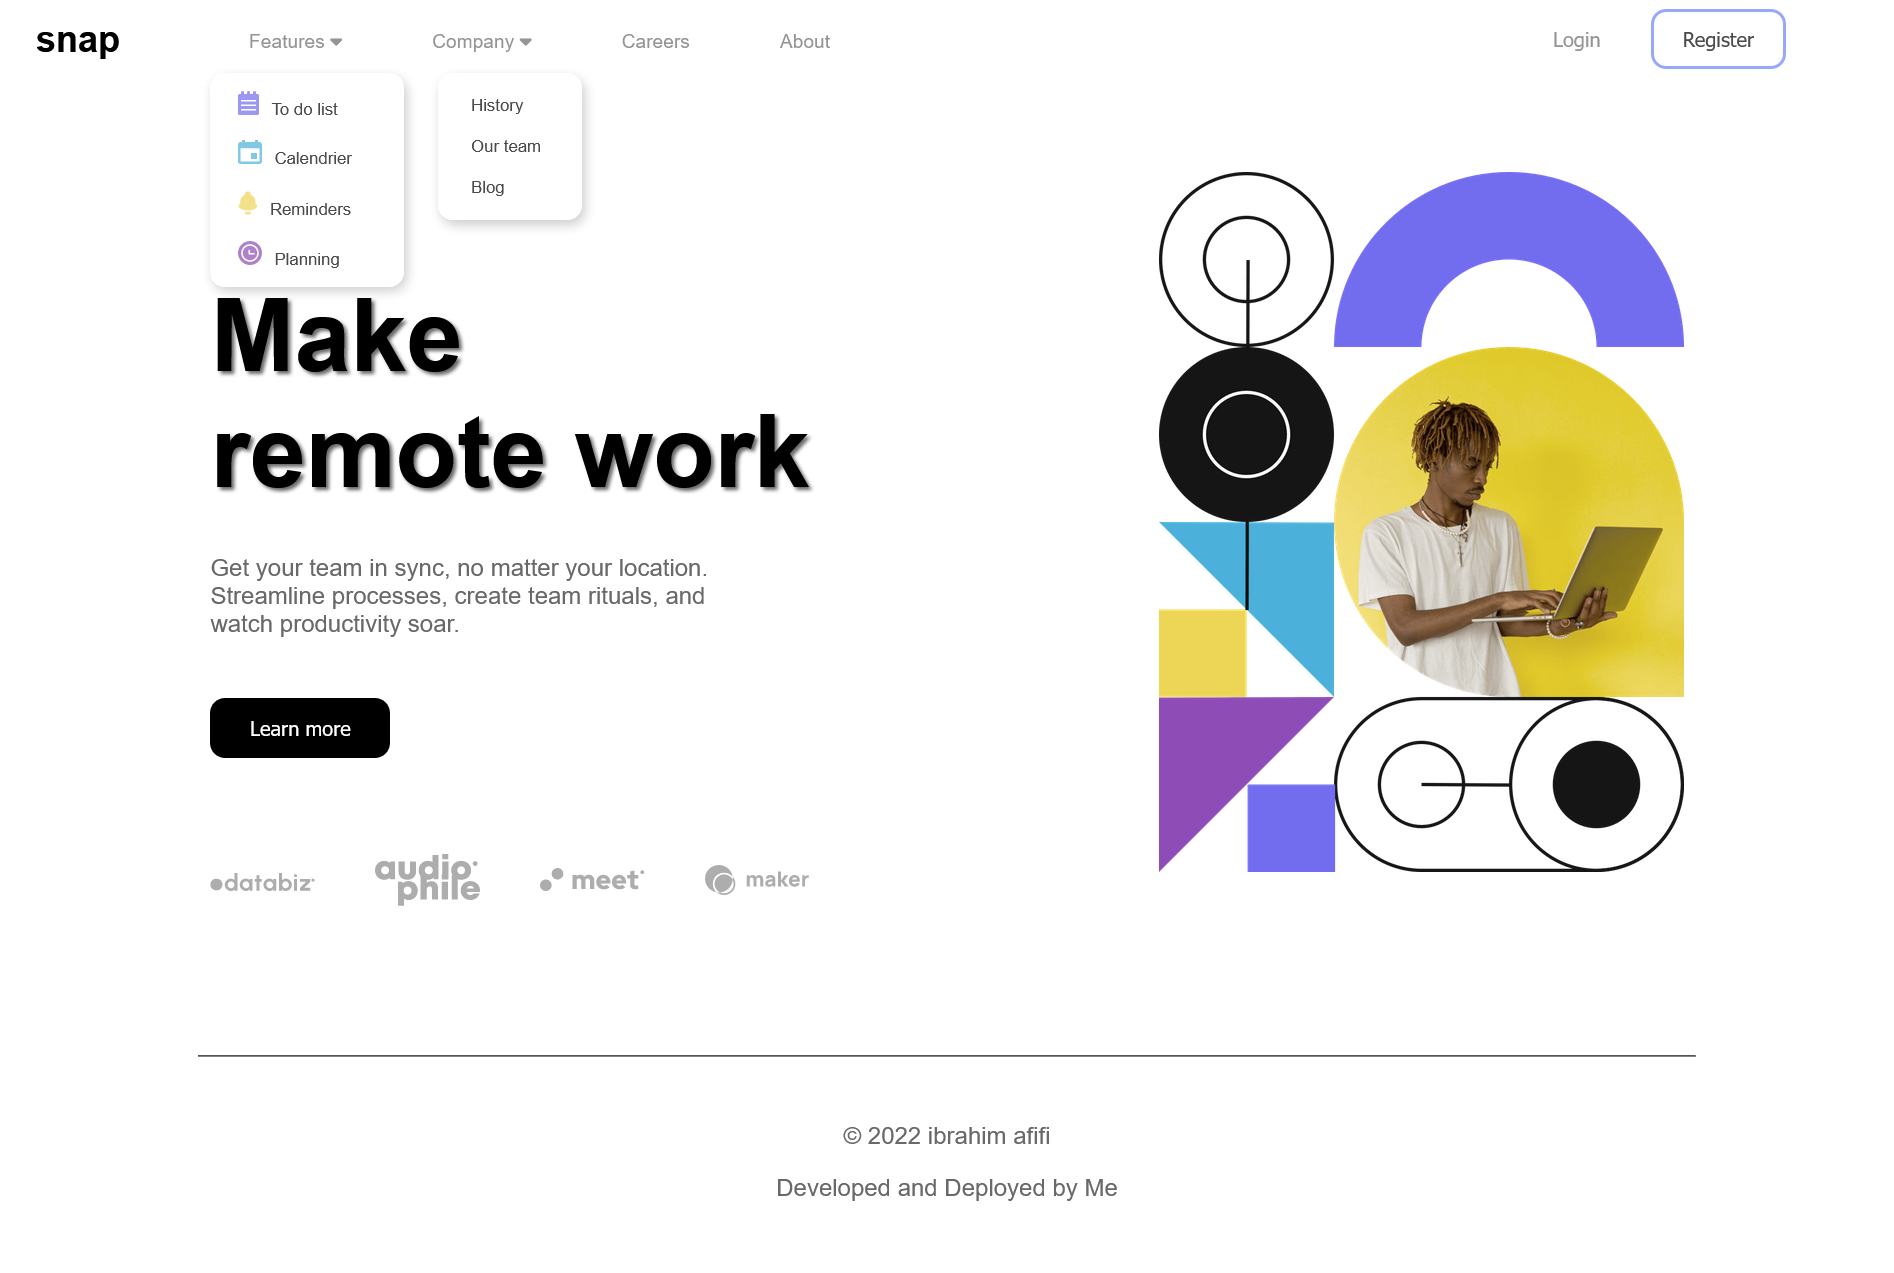 snap
Features
Company
Careers
About
Login
Register
To do list
Calendrier
Reminders
Planning
History
Our team
Blog
Make
remote work
Get your team in sync, no matter your location.
Streamline processes, create team rituals, and
watch productivity soar.
Learn more
databiz
audio
phile
meet
maker
© 2022 ibrahim afifi
Developed and Deployed by Me